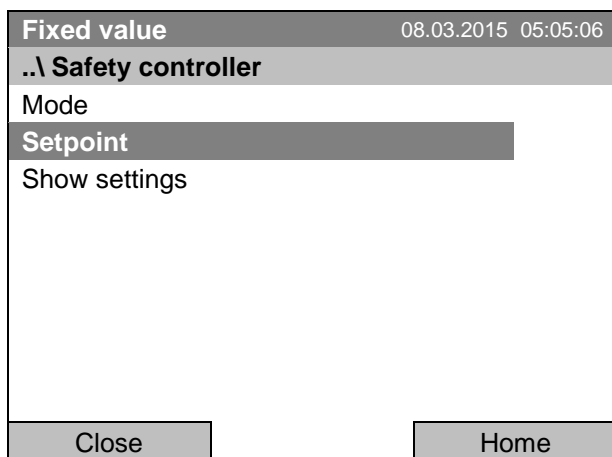 Fixed value 08.03.2015 05:05:06
..\ Safety controller
Mode
Setpoint
Show settings
Close Home